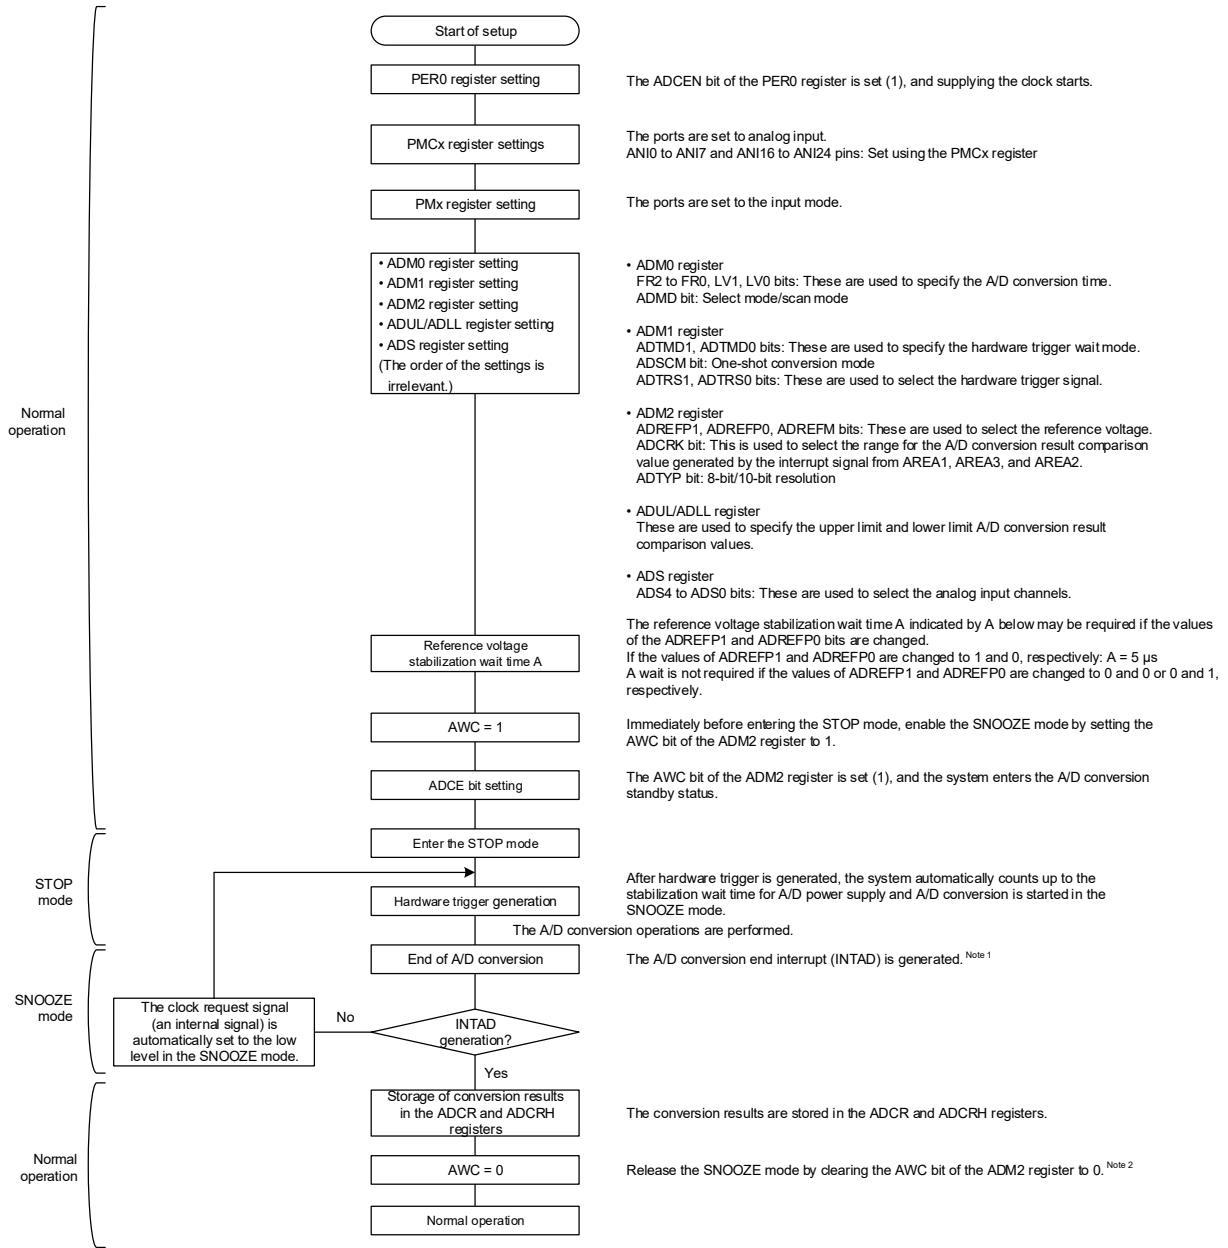 Start of setup
PER0 register setting
The ADCEN bit of the PER0 register is set (1), and supplying the clock starts.
PMCx register settings
The ports are set to analog input.
ANI0 to ANI7 and ANI16 to ANI24 pins: Set using the PMCx register
PMx register setting
The ports are set to the input mode.
• ADM0 register setting
• ADM1 register setting
• ADM2 register setting
• ADUL/ADLL register setting
• ADS register setting
(The order of the settings is
irrelevant.)
• ADM0 register
FR2 to FR0, LV1, LV0 bits: These are used to specify the A/D conversion time.
ADMD bit: Select mode/scan mode
• ADM1 register
ADTMD1, ADTMD0 bits: These are used to specify the hardware trigger wait mode.
ADSCM bit: One-shot conversion mode
ADTRS1, ADTRS0 bits: These are used to select the hardware trigger signal.
• ADM2 register
ADREFP1, ADREFP0, ADREFM bits: These are used to select the reference voltage.
ADCRK bit: This is used to select the range for the A/D conversion result comparison
value generated by the interrupt signal from AREA1, AREA3, and AREA2.
ADTYP bit: 8-bit/10-bit resolution
• ADUL/ADLL register
These are used to specify the upper limit and lower limit A/D conversion result
comparison values.
• ADS register
ADS4 to ADS0 bits: These are used to select the analog input channels.
Normal
operation
Reference voltage
stabilization wait time A
The reference voltage stabilization wait time A indicated by A below may be required if the values
of the ADREFP1 and ADREFP0 bits are changed.
If the values of ADREFP1 and ADREFP0 are changed to 1 and 0, respectively: A = 5 µs
A wait is not required if the values of ADREFP1 and ADREFP0 are changed to 0 and 0 or 0 and 1,
respectively.
AWC = 1
Immediately before entering the STOP mode, enable the SNOOZE mode by setting the
AWC bit of the ADM2 register to 1.
ADCE bit setting
The AWC bit of the ADM2 register is set (1), and the system enters the A/D conversion
standby status.
Enter the STOP mode
STOP
mode
Hardware trigger generation
After hardware trigger is generated, the system automatically counts up to the
stabilization wait time for A/D power supply and A/D conversion is started in the
SNOOZE mode.
The A/D conversion operations are performed.
End of A/D conversion
The A/D conversion end interrupt (INTAD) is generated. Note 1
SNOOZE
mode
The clock request signal
(an internal signal) is
automatically set to the low
level in the SNOOZE mode.
No
INTAD
generation?
Yes
Storage of conversion results
in the ADCR and ADCRH
registers
The conversion results are stored in the ADCR and ADCRH registers.
Normal
operation
AWC = 0
Release the SNOOZE mode by clearing the AWC bit of the ADM2 register to 0. Note 2
Normal operation